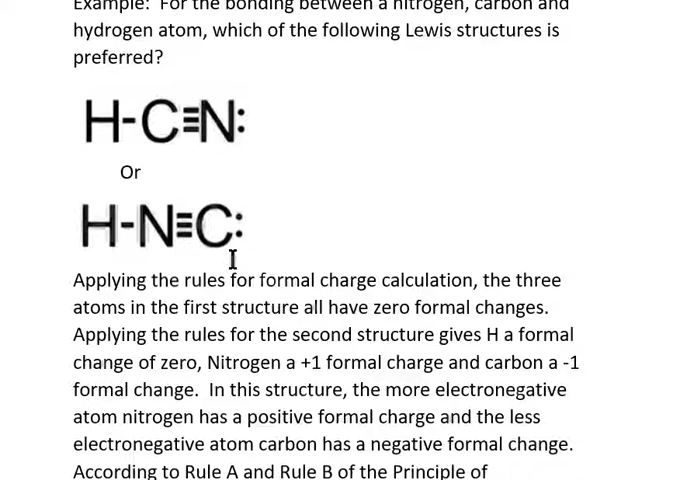 Example:  For the bonding between a nitrogen, carbon and
hydrogen atom, which of the following Lewis structures is
preferred?
H-C≡N:
Or
H-N≡C:
Applying the rules for formal charge calculation, the three
atoms in the first structure all have zero formal changes.
Applying the rules for the second structure gives H a formal
change of zero, Nitrogen a +1 formal charge and carbon a -1
formal change.  In this structure, the more electronegative
atom nitrogen has a positive formal charge and the less
electronegative atom carbon has a negative formal change.
According to Rule A and Rule B of the Principle of